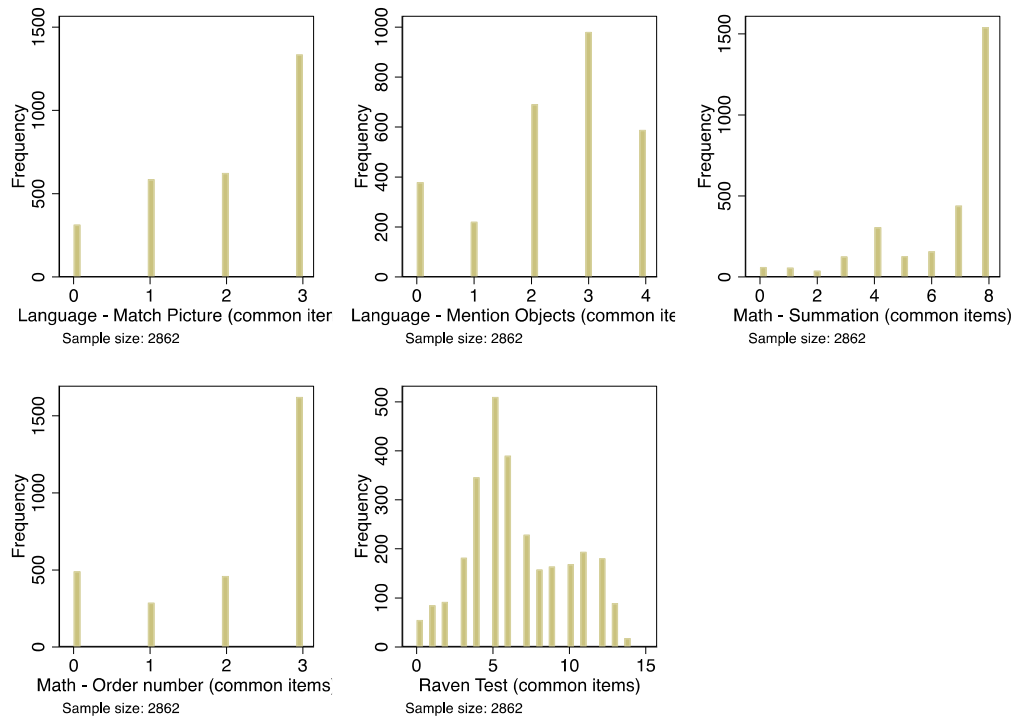 Frequency
0 500 1000 1500
0 1 2 3
Language - Match Picture (common iter
Sample size: 2862
Frequency
0 200 400 600 800 1000
0 1 2 3 4
Language - Mention Objects (common ite
Sample size: 2862
Frequency
0 500 1000 1500
0 2 4 6 8
Math - Summation (common items)
Sample size: 2862
Frequency
0 500 1000 1500
0 1 2 3
Math - Order number (common items)
Sample size: 2862
Frequency
0 100 200 300 400 500
0 5 10 15
Raven Test (common items)
Sample size: 2862